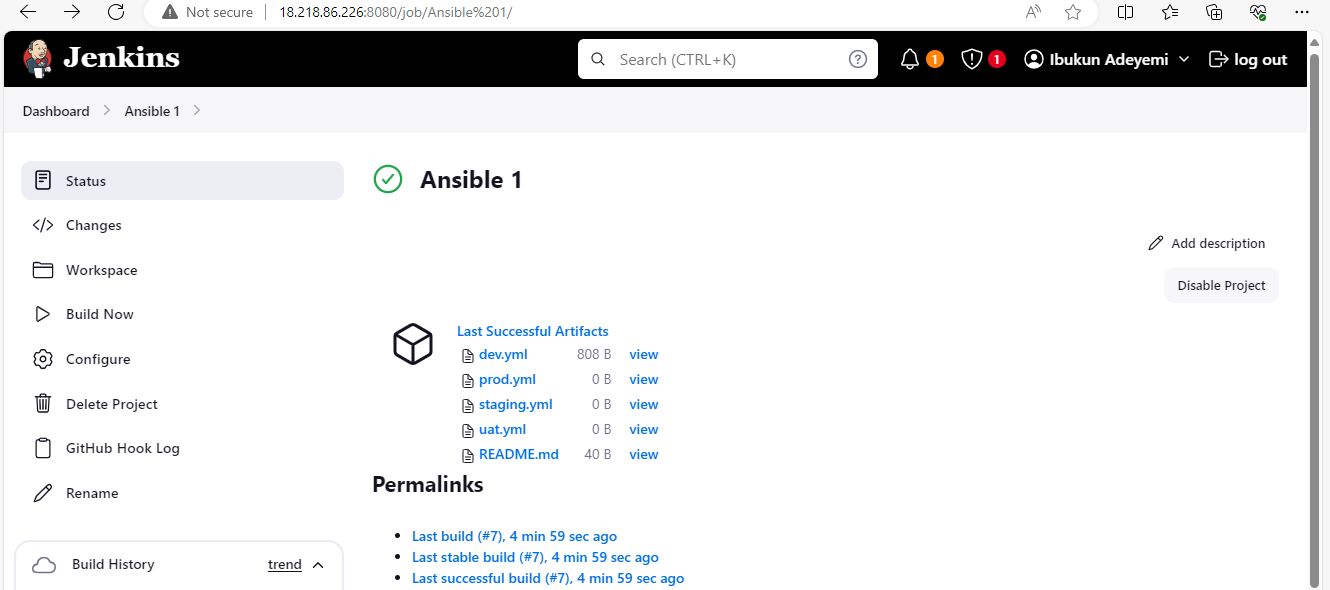 Not secure 18.218.86.226:8080/job/Ansible%201/
Jenkins
Search (CTRL+K)
?
1
1
Ibukun Adeyemi
log out
Dashboard
Ansible 1
Status
Changes
Workspace
Build Now
Configure
Delete Project
GitHub Hook Log
Rename
Build History trend
Ansible 1
Add description
Disable Project
Last Successful Artifacts
dev.yml 808 B view
prod.yml 0 B view
staging.yml 0 B view
uat.yml 0 B view
README.md 40 B view
Permalinks
Last build (#7), 4 min 59 sec ago
Last stable build (#7), 4 min 59 sec ago
Last successful build (#7), 4 min 59 sec ago